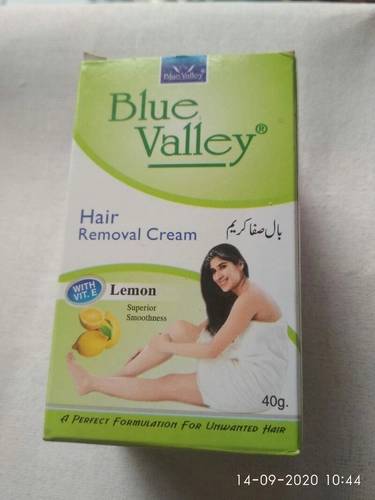 Blue Valley
Blue
Valley®
Hair
Removal Cream
بال صفا کریم
WITH
VIT. E
Lemon
Superior
Smoothness
40g.
A Perfect Formulation For Unwanted Hair
14-09-2020 10:44